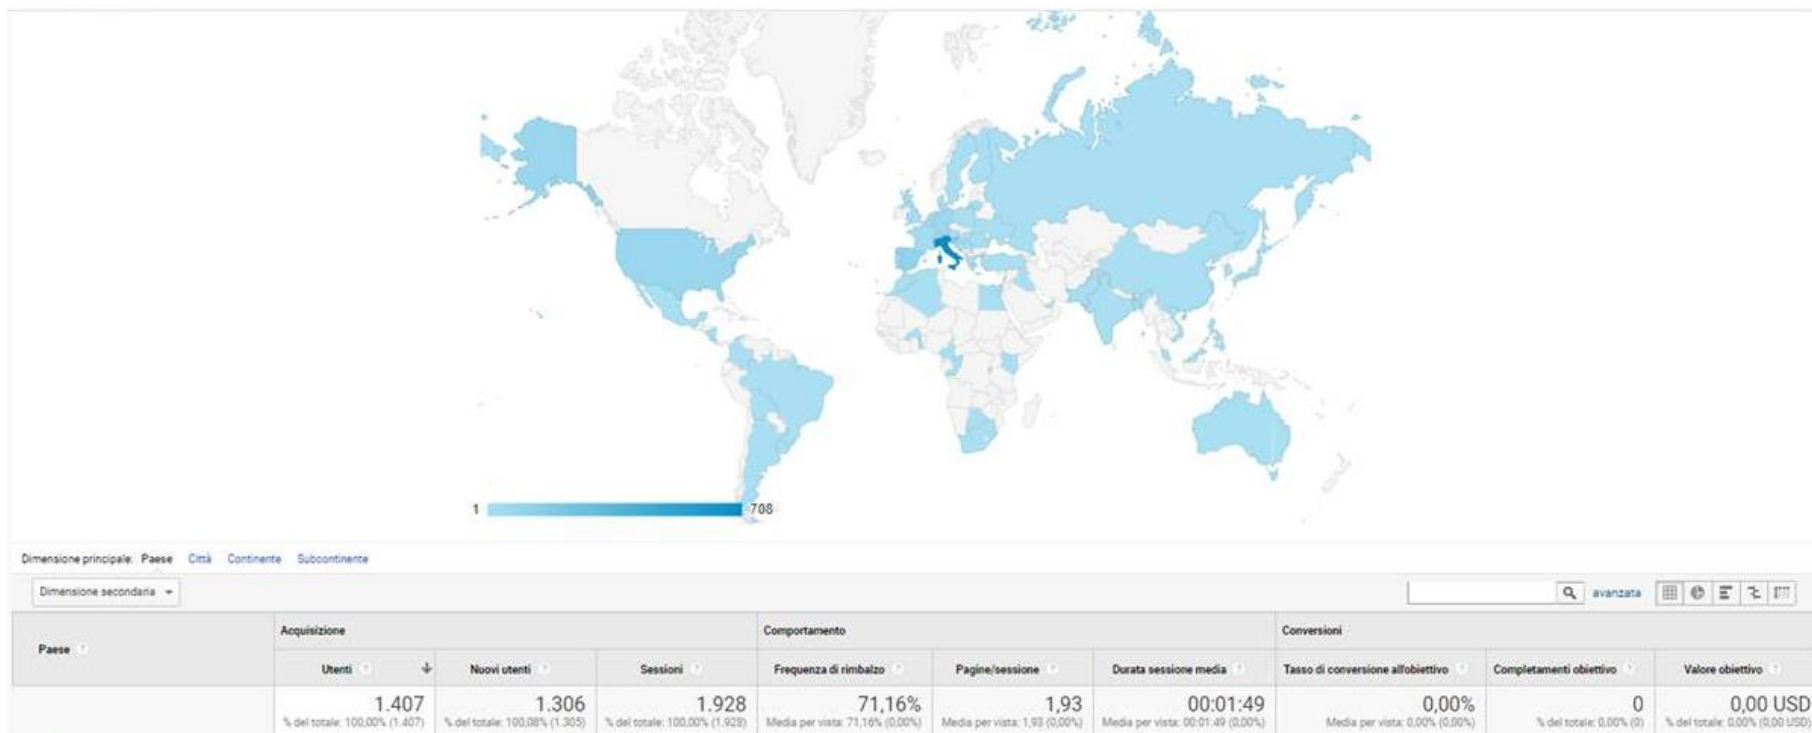 1 708
Dimensione principale: Paese Città Continente Subcontinente
Dimensione secondaria
avanzata
Paese ?
Acquisizione Comportamento Conversioni
Utenti ? Nuovi utenti ? Sessioni ? Frequenza di rimbalzo ? Pagine/sessione ? Durata sessione media ? Tasso di conversione all'obiettivo ? Completamenti obiettivo ? Valore obiettivo ?
1.407 1.306 1.928 71,16% 1,93 00:01:49 0,00% 0 0,00 USD
% del totale: 100,00% (1.407) % del totale: 100,08% (1.305) % del totale: 100,00% (1.928) Media per vista: 71,16% (0,00%) Media per vista: 1,93 (0,00%) Media per vista: 00:01:49 (0,00%) Media per vista: 0,00% (0,00%) % del totale: 0,00% (0) % del totale: 0,00% (0,00 USD)